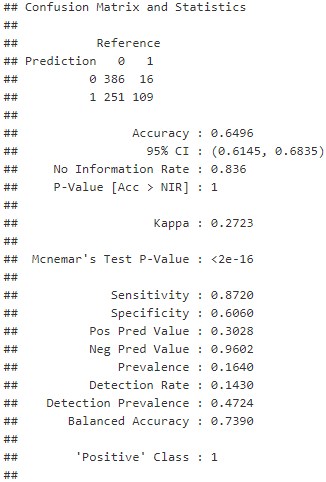 ## Confusion Matrix and Statistics
##
##           Reference
## Prediction   0   1
##          0 386  16
##          1 251 109
##
##                Accuracy : 0.6496
##                  95% CI : (0.6145, 0.6835)
##     No Information Rate : 0.836
##     P-Value [Acc > NIR] : 1
##
##                   Kappa : 0.2723
##
##  Mcnemar's Test P-Value : <2e-16
##
##             Sensitivity : 0.8720
##             Specificity : 0.6060
##          Pos Pred Value : 0.3028
##          Neg Pred Value : 0.9602
##              Prevalence : 0.1640
##          Detection Rate : 0.1430
##    Detection Prevalence : 0.4724
##       Balanced Accuracy : 0.7390
##
##        'Positive' Class : 1
##